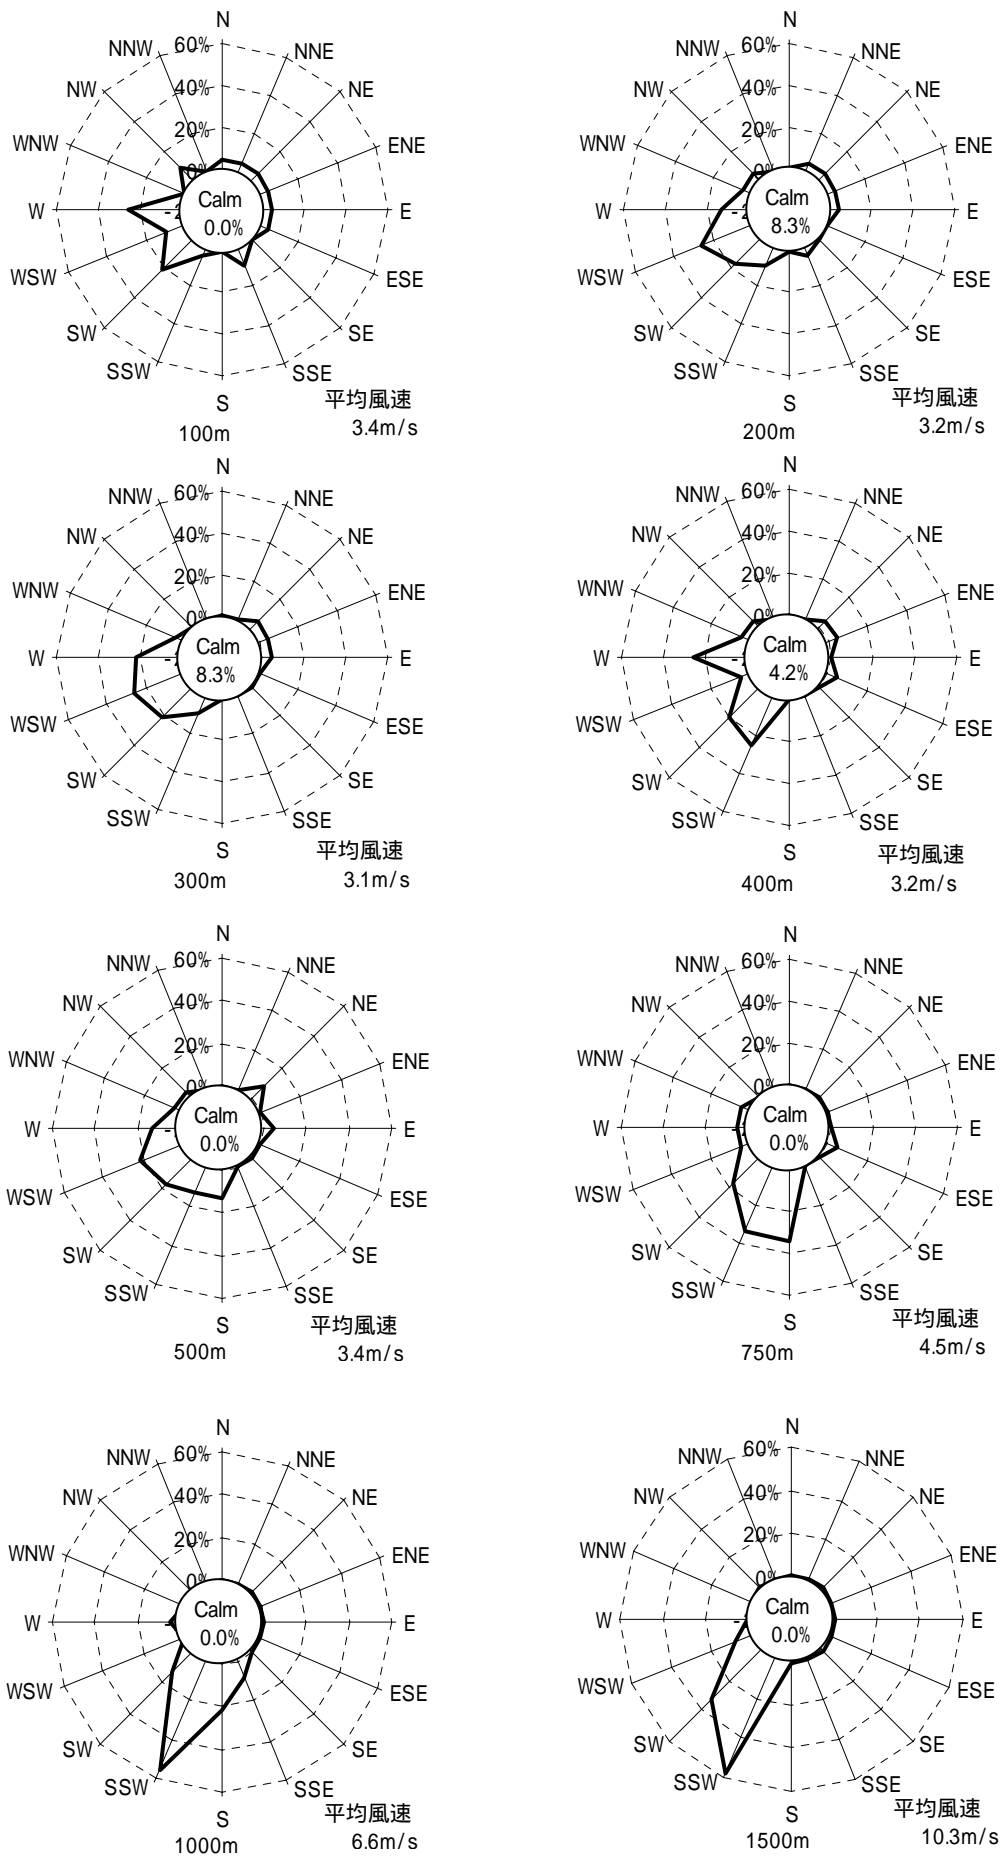 N
NNW 60% NNE
NW 40% NE
WNW 20% ENE
0%
W -2 Calm E
0.0%
WSW ESE
SW SE
SSW SSE
S 平均風速
100m 3.4m/s
N
NNW 60% NNE
NW 40% NE
WNW 20% ENE
0%
W -2 Calm E
8.3%
WSW ESE
SW SE
SSW SSE
S 平均風速
200m 3.2m/s
N
NNW 60% NNE
NW 40% NE
WNW 20% ENE
0%
W -2 Calm E
8.3%
WSW ESE
SW SE
SSW SSE
S 平均風速
300m 3.1m/s
N
NNW 60% NNE
NW 40% NE
WNW 20% ENE
0%
W -2 Calm E
4.2%
WSW ESE
SW SE
SSW SSE
S 平均風速
400m 3.2m/s
N
NNW 60% NNE
NW 40% NE
WNW 20% ENE
0%
W - Calm E
0.0%
WSW ESE
SW SE
SSW SSE
S 平均風速
500m 3.4m/s
N
NNW 60% NNE
NW 40% NE
WNW 20% ENE
0%
W - Calm E
0.0%
WSW ESE
SW SE
SSW SSE
S 平均風速
750m 4.5m/s
N
NNW 60% NNE
NW 40% NE
WNW 20% ENE
0%
W - Calm E
0.0%
WSW ESE
SW SE
SSW SSE
S 平均風速
1000m 6.6m/s
N
NNW 60% NNE
NW 40% NE
WNW 20% ENE
0%
W - Calm E
0.0%
WSW ESE
SW SE
SSW SSE
S 平均風速
1500m 10.3m/s